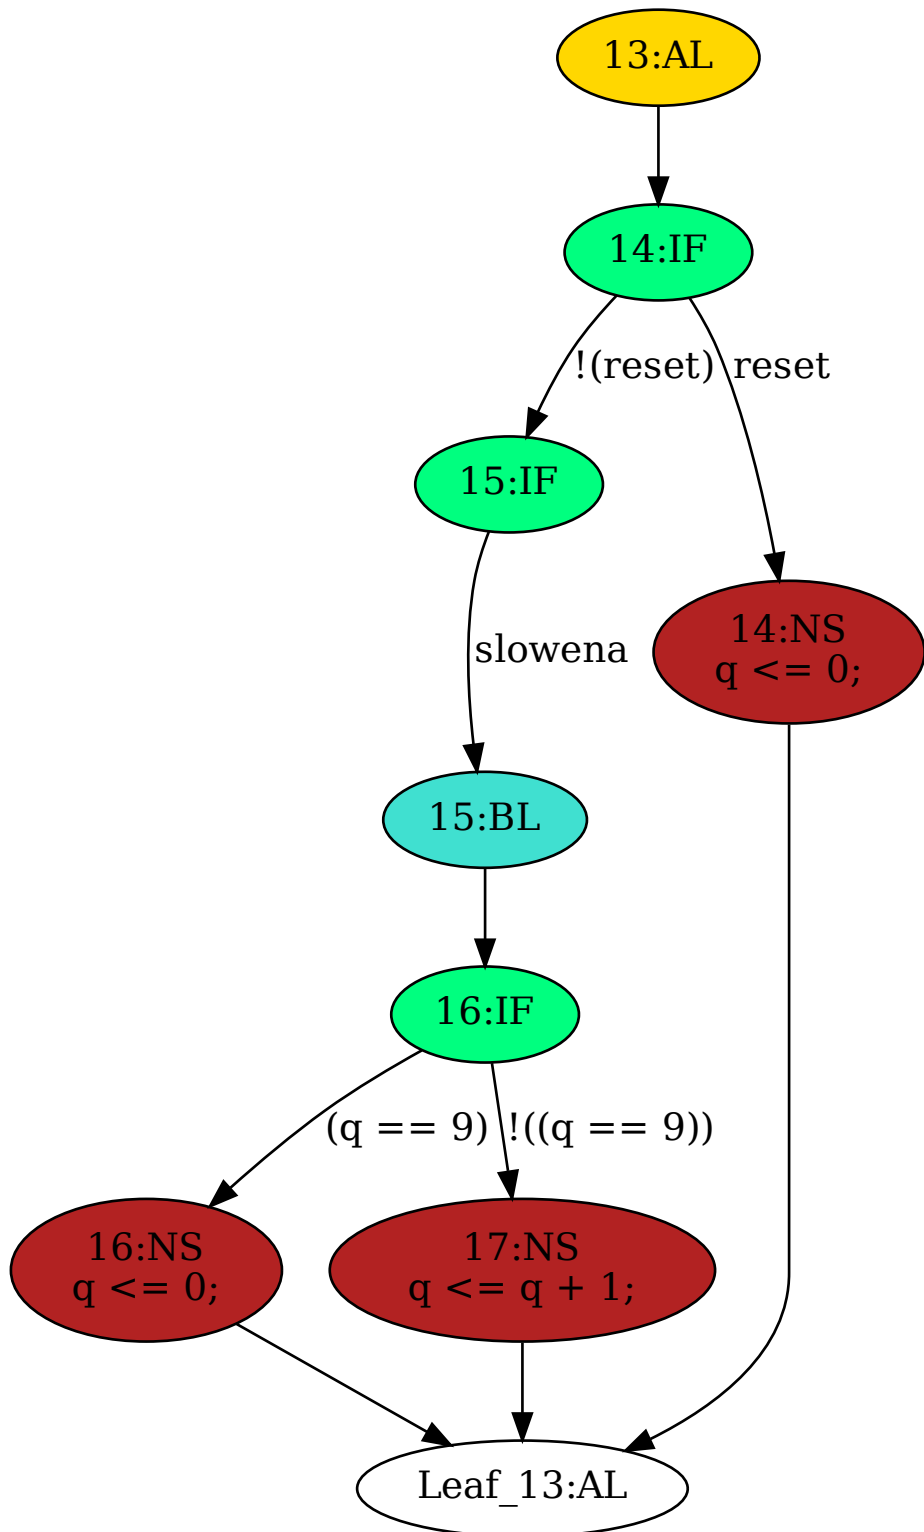 13:AL
14:IF
!(reset)
reset
15:IF
14:NS
q <= 0;
slowena
15:BL
16:IF
(q == 9)
!((q == 9))
16:NS
q <= 0;
17:NS
q <= q + 1;
Leaf_13:AL